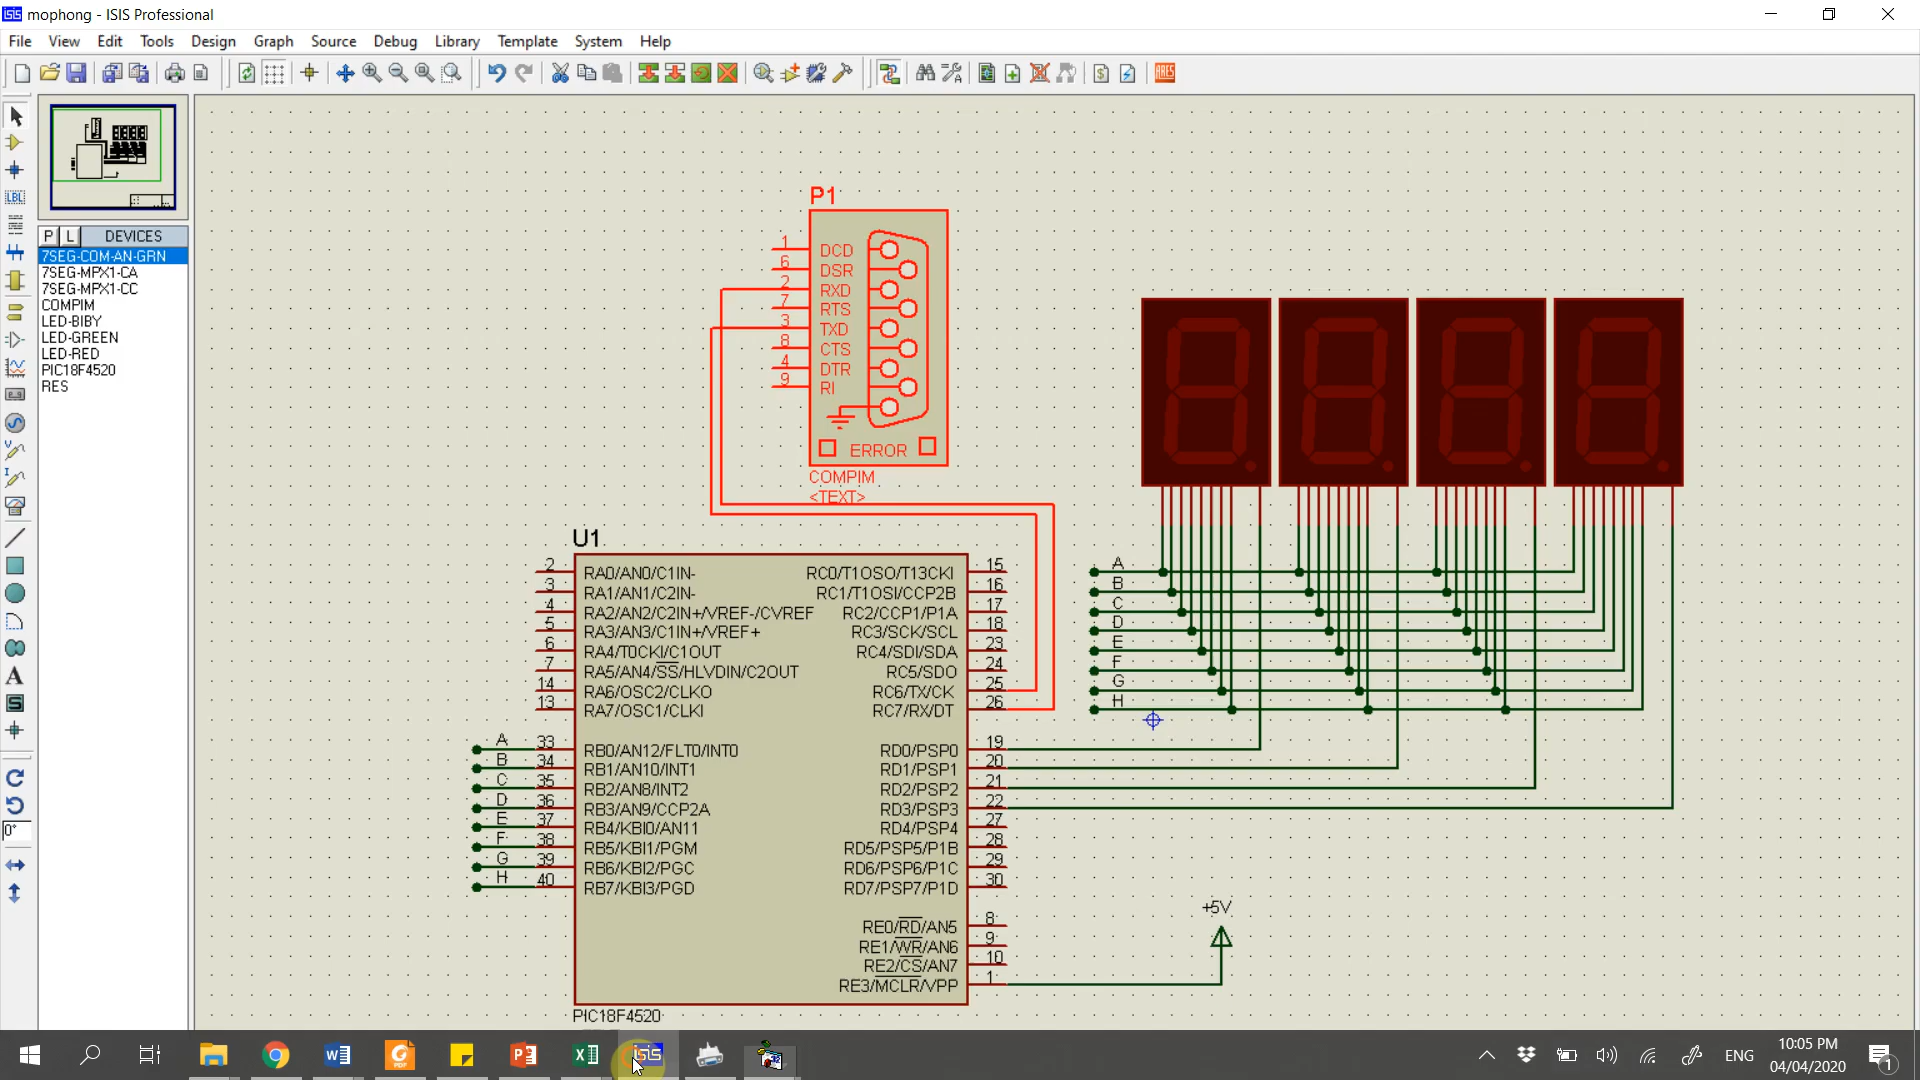 mophong - ISIS Professional
File View Edit Tools Design Graph Source Debug Library Template System Help
LBL
ARES
P L DEVICES
7SEG-COM-AN-GRN
7SEG-MPX1-CA
7SEG-MPX1-CC
COMPIM
LED-BIBY
LED-GREEN
LED-RED
PIC18F4520
RES
A
S
0°
P1
1 DCD
6 DSR
2 RXD
7 RTS
3 TXD
8 CTS
4 DTR
9 RI
ERROR
COMPIM
<TEXT>
U1
2 RA0/AN0/C1IN- RC0/T1OSO/T13CKI 15
3 RA1/AN1/C2IN- RC1/T1OSI/CCP2B 16
4 RA2/AN2/C2IN+/VREF-/CVREF RC2/CCP1/P1A 17
5 RA3/AN3/C1IN+/VREF+ RC3/SCK/SCL 18
6 RA4/T0CKI/C1OUT RC4/SDI/SDA 23
7 RA5/AN4/SS/HLVDIN/C2OUT RC5/SDO 24
14 RA6/OSC2/CLKO RC6/TX/CK 25
13 RA7/OSC1/CLKI RC7/RX/DT 26
A 33 RB0/AN12/FLT0/INT0 RD0/PSP0 19
B 34 RB1/AN10/INT1 RD1/PSP1 20
C 35 RB2/AN8/INT2 RD2/PSP2 21
D 36 RB3/AN9/CCP2A RD3/PSP3 22
E 37 RB4/KBI0/AN11 RD4/PSP4 27
F 38 RB5/KBI1/PGM RD5/PSP5/P1B 28
G 39 RB6/KBI2/PGC RD6/PSP6/P1C 29
H 40 RB7/KBI3/PGD RD7/PSP7/P1D 30
RE0/RD/AN5 8
RE1/WR/AN6 9
RE2/CS/AN7 10
RE3/MCLR/VPP 1
PIC18F4520
A
B
C
D
E
F
G
H
+5V
ISIS
ENG
10:05 PM
04/04/2020
1